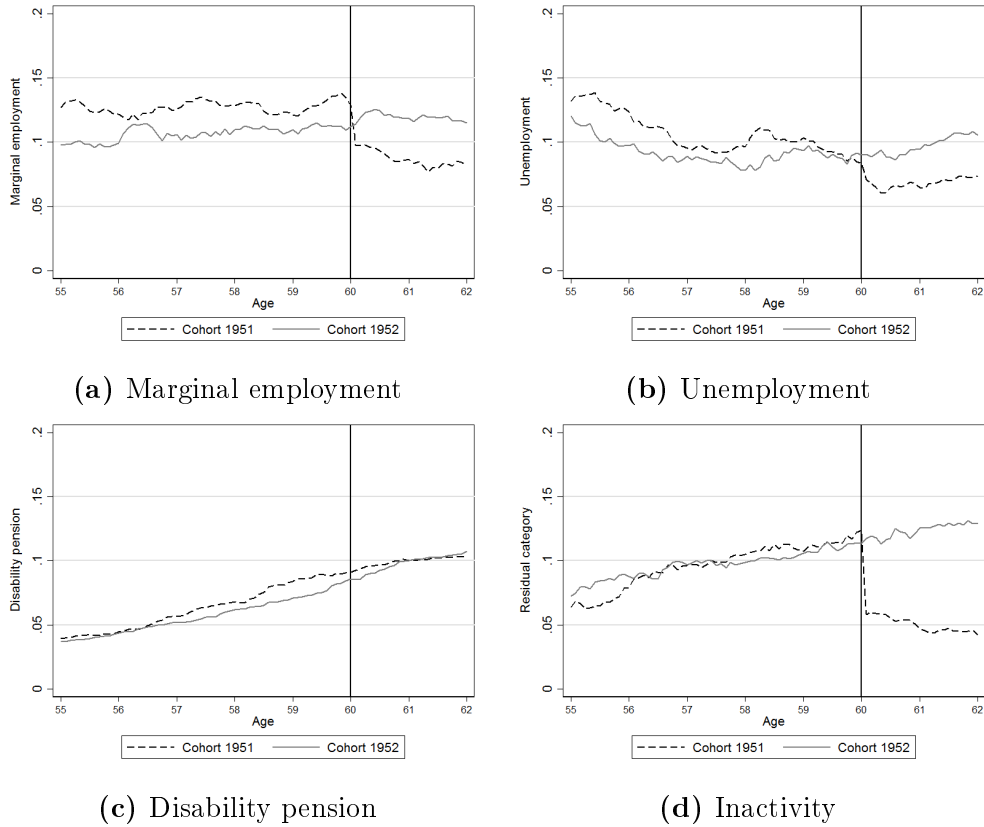 Marginal employment
.2
.15
.1
.05
0
55 56 57 58 59 60 61 62
Age
Cohort 1951 Cohort 1952
(a) Marginal employment
Unemployment
.2
.15
.1
.05
0
55 56 57 58 59 60 61 62
Age
Cohort 1951 Cohort 1952
(b) Unemployment
Disability pension
.2
.15
.1
.05
0
55 56 57 58 59 60 61 62
Age
Cohort 1951 Cohort 1952
(c) Disability pension
Residual category
.2
.15
.1
.05
0
55 56 57 58 59 60 61 62
Age
Cohort 1951 Cohort 1952
(d) Inactivity